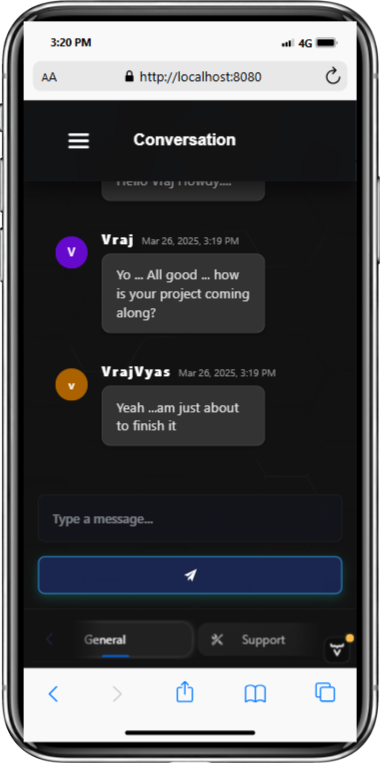 3:20 PM
4G
AA
http://localhost:8080
Conversation
Hello Vraj Howdy....
V
Vraj Mar 26, 2025, 3:19 PM
Yo ... All good ... how
is your project coming
along?
v
VrajVyas Mar 26, 2025, 3:19 PM
Yeah ...am just about
to finish it
Type a message...
General
Support